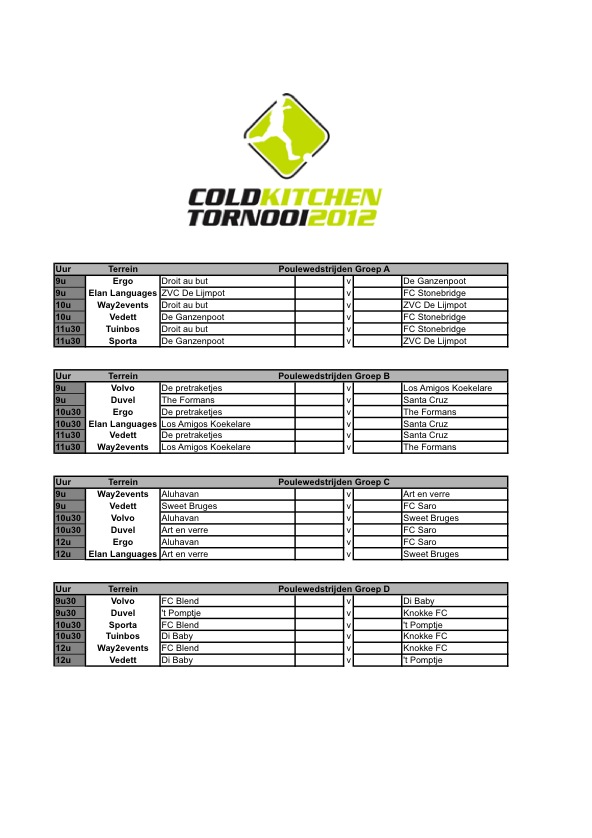 COLDKITCHEN
TORNOOI2012
Uur Terrein Poulewedstrijden Groep A
9u Ergo Droit au but v De Ganzenpoot
9u Elan Languages ZVC De Lijmpot v FC Stonebridge
10u Way2events Droit au but v ZVC De Lijmpot
10u Vedett De Ganzenpoot v FC Stonebridge
11u30 Tuinbos Droit au but v FC Stonebridge
11u30 Sporta De Ganzenpoot v ZVC De Lijmpot
Uur Terrein Poulewedstrijden Groep B
9u Volvo De pretraketjes v Los Amigos Koekelare
9u Duvel The Formans v Santa Cruz
10u30 Ergo De pretraketjes v The Formans
10u30 Elan Languages Los Amigos Koekelare v Santa Cruz
11u30 Vedett De pretraketjes v Santa Cruz
11u30 Way2events Los Amigos Koekelare v The Formans
Uur Terrein Poulewedstrijden Groep C
9u Way2events Aluhavan v Art en verre
9u Vedett Sweet Bruges v FC Saro
10u30 Volvo Aluhavan v Sweet Bruges
10u30 Duvel Art en verre v FC Saro
12u Ergo Aluhavan v FC Saro
12u Elan Languages Art en verre v Sweet Bruges
Uur Terrein Poulewedstrijden Groep D
9u30 Volvo FC Blend v Di Baby
9u30 Duvel 't Pomptje v Knokke FC
10u30 Sporta FC Blend v 't Pomptje
10u30 Tuinbos Di Baby v Knokke FC
12u Way2events FC Blend v Knokke FC
12u Vedett Di Baby v 't Pomptje